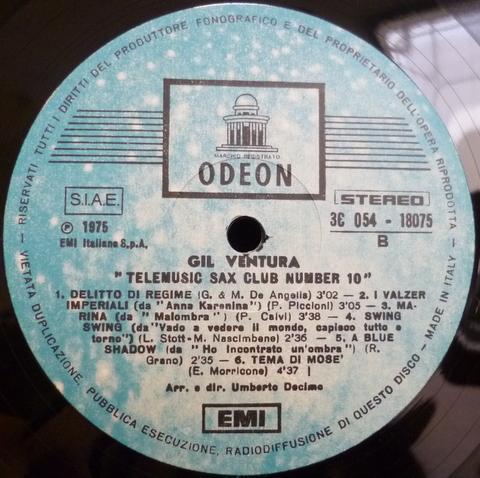 RISERVATI TUTTI I DIRITTI DEL PRODUTTORE FONOGRAFICO E DEL PROPRIETARIO DELL'OPERA RIPRODOTTA -
MARCHIO REGISTRATO
ODEON
S.I.A.E.
STEREO
℗ 1975
EMI Italiana S.p.A.
3C 054 - 18075
B
GIL VENTURA
"TELEMUSIC SAX CLUB NUMBER 10"
1. DELITTO DI REGIME (G. & M. De Angelis) 3'02 — 2. I VALZER
IMPERIALI (da "Anna Karenina") (P. Piccioni) 3'05 — 3. MA-
RINA (da "Malombra") (P. Calvi) 3'38 — 4. SWING
SWING (da "Vado a vedere il mondo, capisco tutto e
torno") (L. Stott - M. Nascimbene) 2'36 — 5. A BLUE
SHADOW (da "Ho incontrato un'ombra") (R.
Grano) 2'35 — 6. TEMA DI MOSE'
(E. Morricone) 4'37
Arr. e dir. Umberto Decimo
EMI
VIETATA DUPLICAZIONE, PUBBLICA ESECUZIONE, RADIODIFFUSIONE DI QUESTO DISCO - MADE IN ITALY -